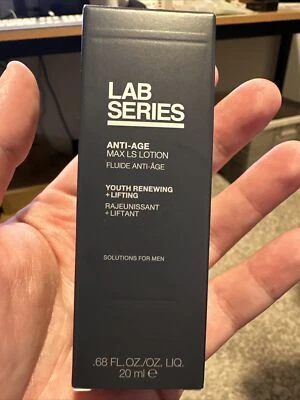 LAB
SERIES
ANTI-AGE
MAX LS LOTION
FLUIDE ANTI-ÂGE
YOUTH RENEWING
+LIFTING
RAJEUNISSANT
+LIFTANT
SOLUTIONS FOR MEN
.68 FL.OZ./OZ. LIQ.
20 ml ℮